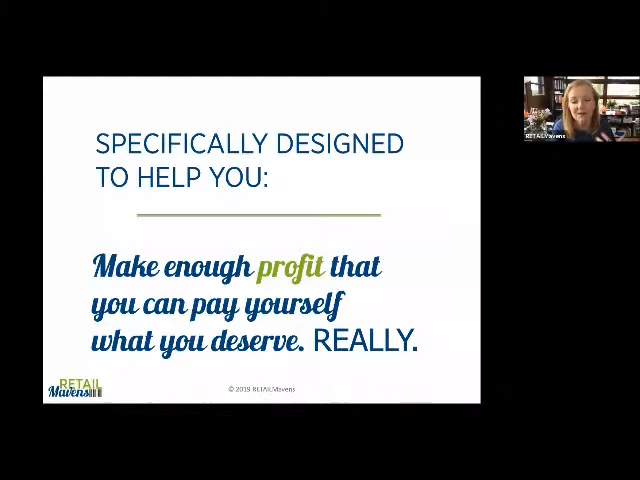 SPECIFICALLY DESIGNED
TO HELP YOU:
Make enough profit that
you can pay yourself
what you deserve. REALLY.
RETAIL
Mavens
© 2019 RETAILMavens
RETAILMavens